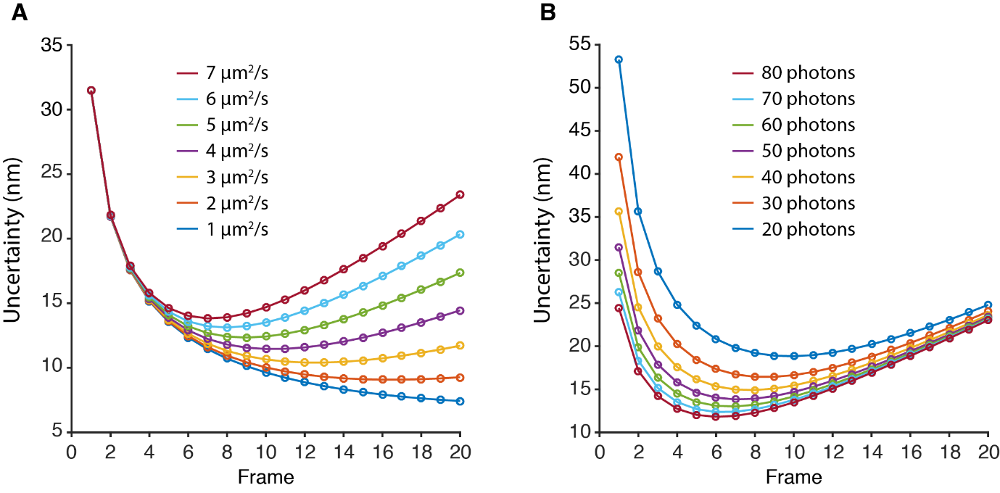 A
Uncertainty (nm)
35
30
25
20
15
10
5
7 μm²/s
6 μm²/s
5 μm²/s
4 μm²/s
3 μm²/s
2 μm²/s
1 μm²/s
0 2 4 6 8 10 12 14 16 18 20
Frame
B
Uncertainty (nm)
55
50
45
40
35
30
25
20
15
10
80 photons
70 photons
60 photons
50 photons
40 photons
30 photons
20 photons
0 2 4 6 8 10 12 14 16 18 20
Frame